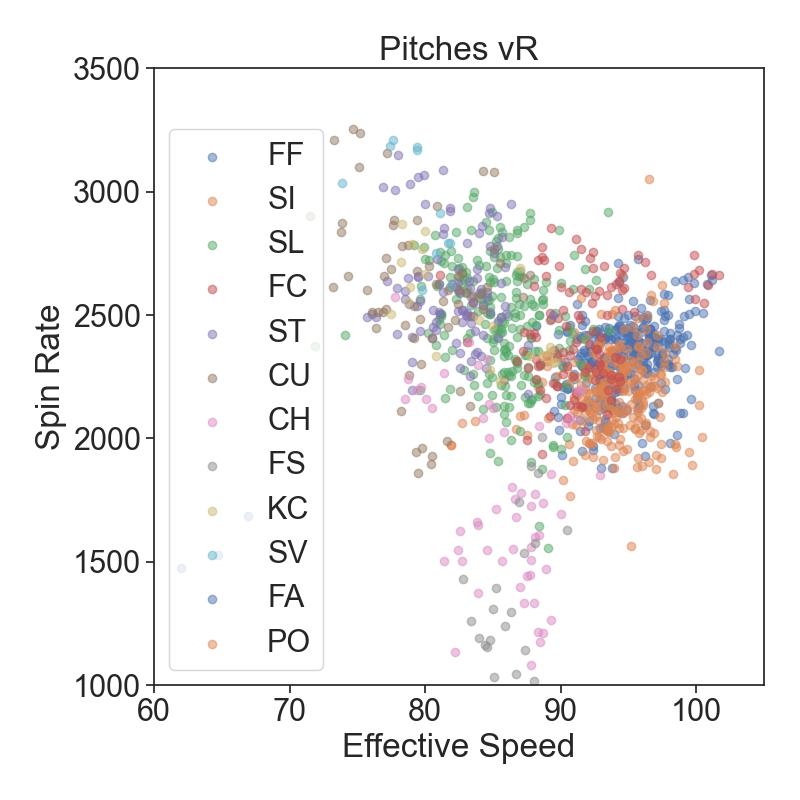 Pitches vR
3500
3000
2500
2000
1500
1000
Spin Rate
FF
SI
SL
FC
ST
CU
CH
FS
KC
SV
FA
PO
60 70 80 90 100
Effective Speed